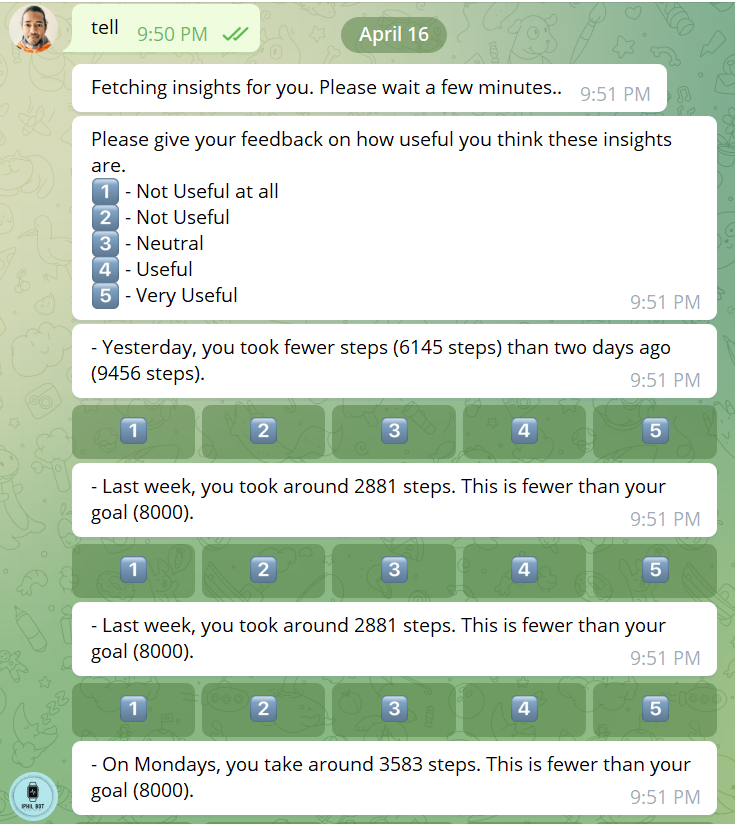 tell 9:50 PM
April 16
Fetching insights for you. Please wait a few minutes.. 9:51 PM
Please give your feedback on how useful you think these insights
are.
1 - Not Useful at all
2 - Not Useful
3 - Neutral
4 - Useful
5 - Very Useful
9:51 PM
- Yesterday, you took fewer steps (6145 steps) than two days ago
(9456 steps).
9:51 PM
1 2 3 4 5
- Last week, you took around 2881 steps. This is fewer than your
goal (8000).
9:51 PM
1 2 3 4 5
- Last week, you took around 2881 steps. This is fewer than your
goal (8000).
9:51 PM
1 2 3 4 5
- On Mondays, you take around 3583 steps. This is fewer than your
goal (8000).
9:51 PM
IPHIL BOT